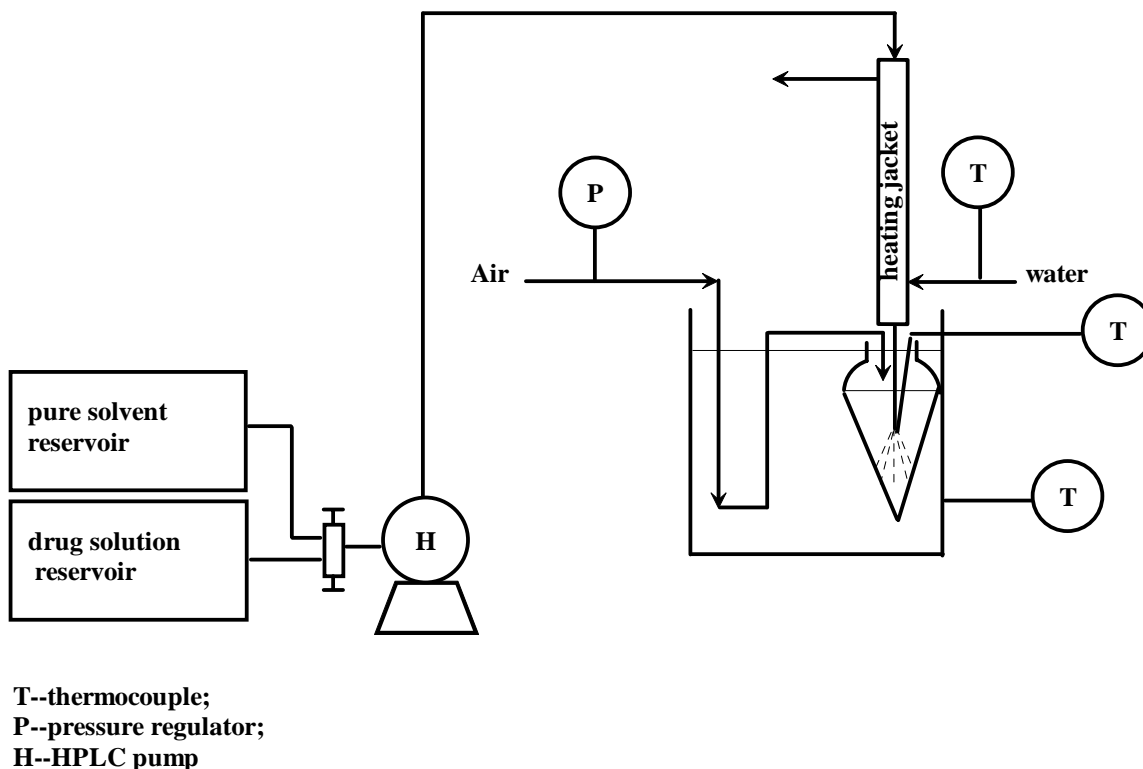 heating jacket
T
P
Air
water
T
pure solvent
reservoir
T
drug solution
reservoir
H
T--thermocouple;
P--pressure regulator;
H--HPLC pump